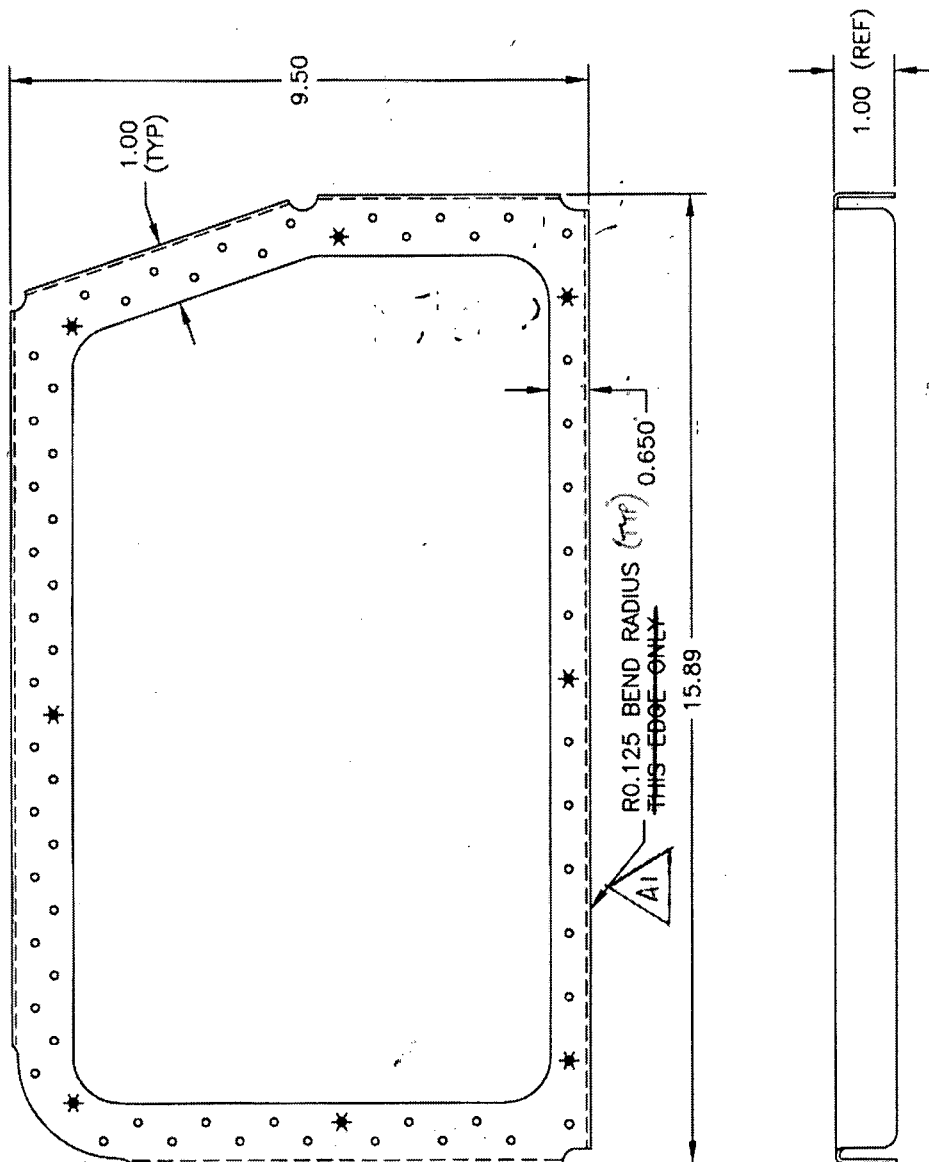 9.50
1.00
(TYP)
1.00 (REF)
0.650
R0.125 BEND RADIUS (TYP)
THIS EDGE ONLY
15.89
A1